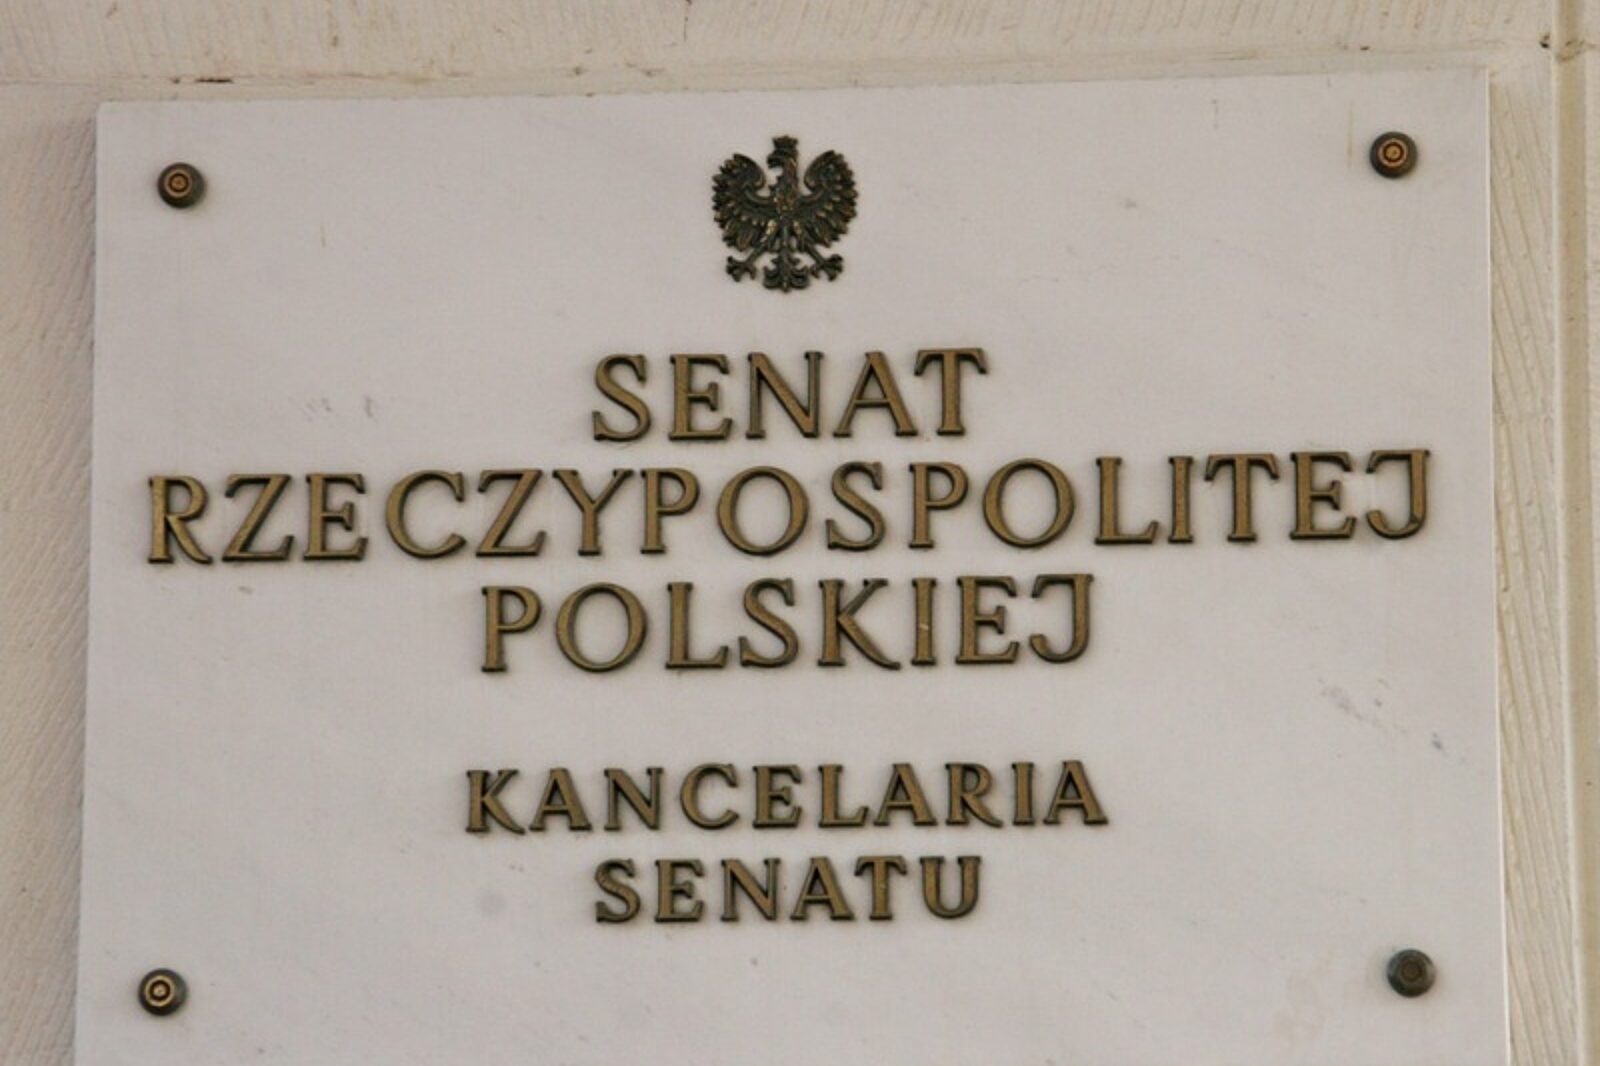 SENAT
RZECZYPOSPOLITEJ
POLSKIEJ
KANCELARIA
SENATU